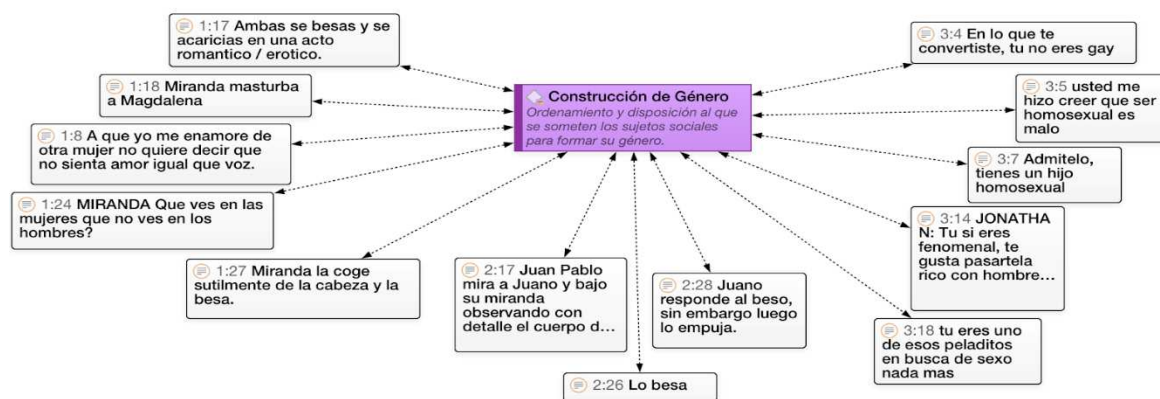 1:17 Ambas se besas y se
acaricias en una acto
romantico / erotico.
1:18 Miranda masturba
a Magdalena
1:8 A que yo me enamore de
otra mujer no quiere decir que
no sienta amor igual que voz.
1:24 MIRANDA Que ves en las
mujeres que no ves en los
hombres?
1:27 Miranda la coge
sutilmente de la cabeza y la
besa.
Construcción de Género
Ordenamiento y disposición al que
se someten los sujetos sociales
para formar su género.
2:17 Juan Pablo
mira a Juano y bajo
su miranda
observando con
detalle el cuerpo d...
2:28 Juano
responde al beso,
sin embargo luego
lo empuja.
2:26 Lo besa
3:4 En lo que te
convertiste, tu no eres gay
3:5 usted me
hizo creer que ser
homosexual es
malo
3:7 Admitelo,
tienes un hijo
homosexual
3:14 JONATHA
N: Tu si eres
fenomenal, te
gusta pasartela
rico con hombre...
3:18 tu eres uno
de esos peladitos
en busca de sexo
nada mas